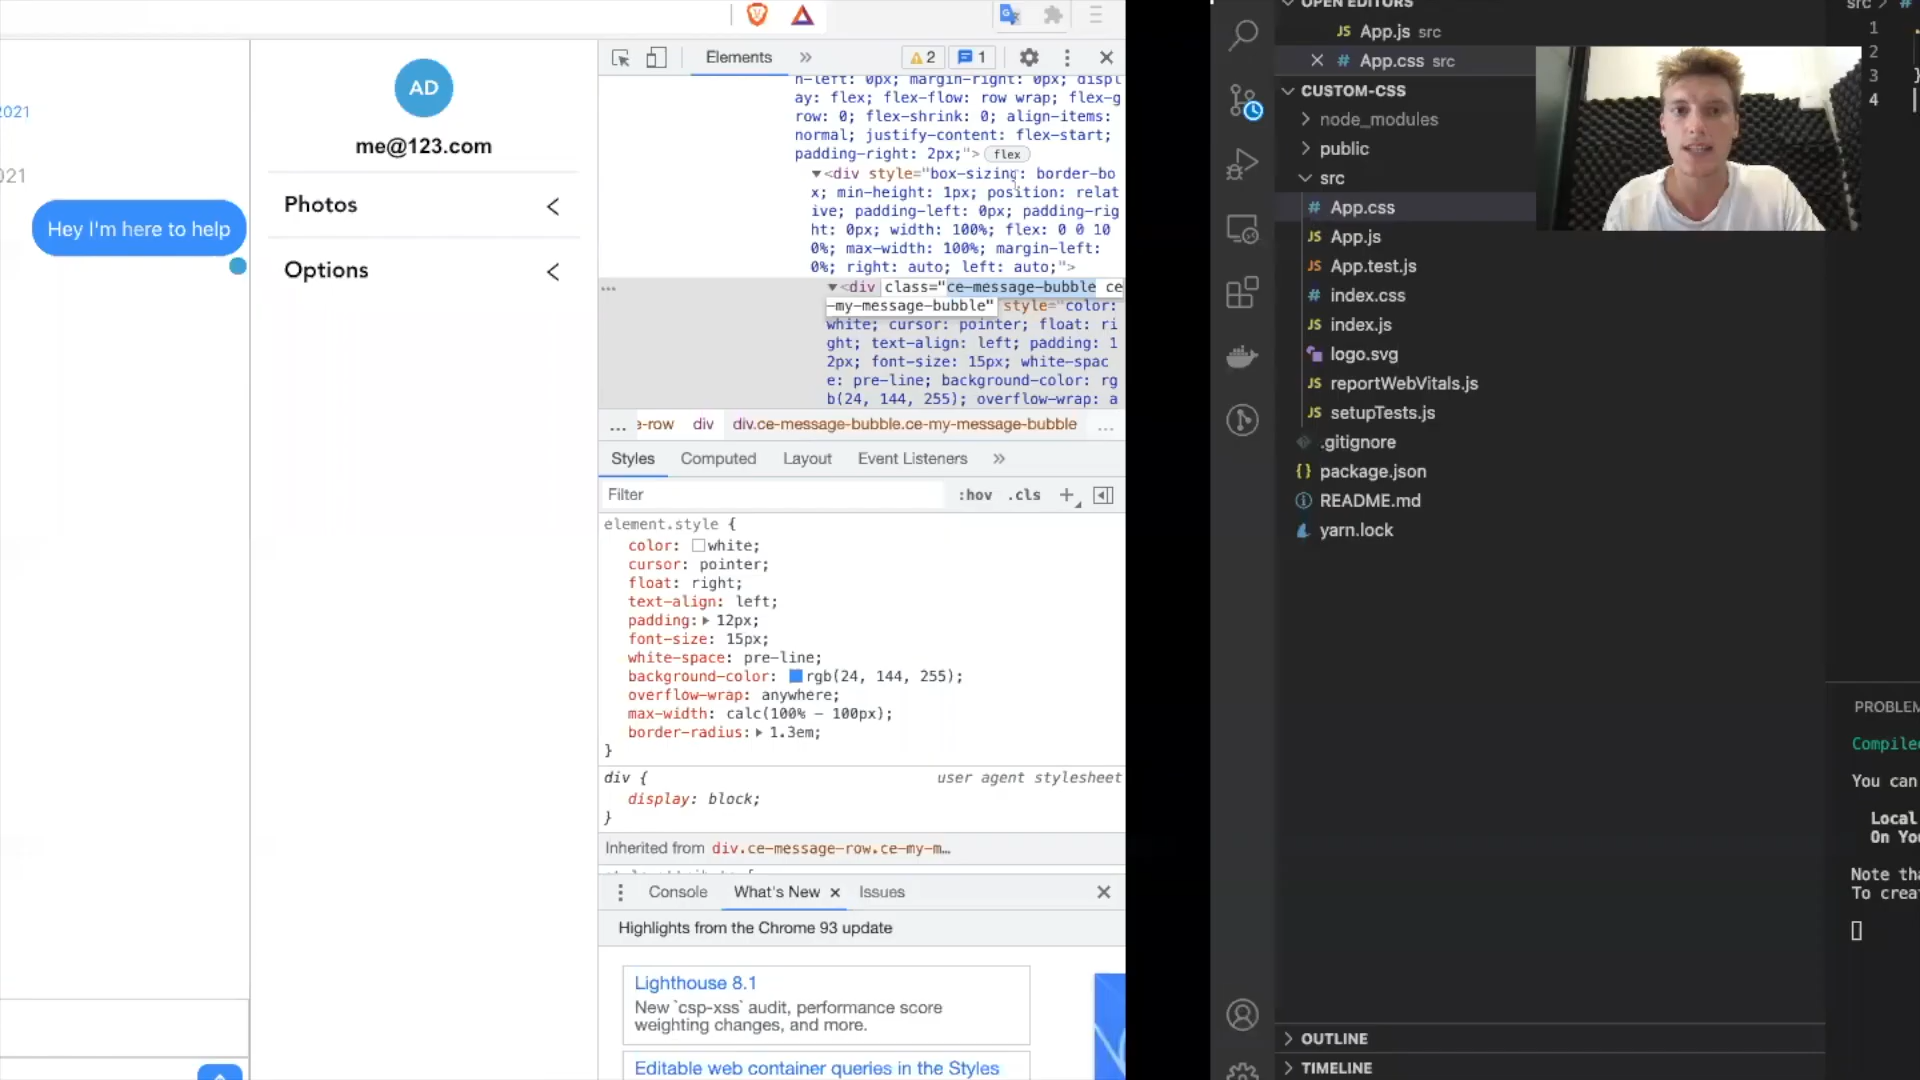 2021
021
Hey I'm here to help
AD
me@123.com
Photos
Options
Elements
2
1
n-left: 0px; margin-right: 0px; displ
ay: flex; flex-flow: row wrap; flex-g
row: 0; flex-shrink: 0; align-items:
normal; justify-content: flex-start;
padding-right: 2px;"> flex
<div style="box-sizing: border-bo
x; min-height: 1px; position: relat
ive; padding-left: 0px; padding-rig
ht: 0px; width: 100%; flex: 0 0 10
0%; max-width: 100%; margin-left:
0%; right: auto; left: auto;">
<div class="ce-message-bubble ce
-my-message-bubble" style="color:
white; cursor: pointer; float: ri
ght; text-align: left; padding: 1
2px; font-size: 15px; white-spac
e: pre-line; background-color: rg
b(24, 144, 255); overflow-wrap: a
... e-row div div.ce-message-bubble.ce-my-message-bubble ...
Styles Computed Layout Event Listeners
Filter :hov .cls
element.style {
color: white;
cursor: pointer;
float: right;
text-align: left;
padding: 12px;
font-size: 15px;
white-space: pre-line;
background-color: rgb(24, 144, 255);
overflow-wrap: anywhere;
max-width: calc(100% - 100px);
border-radius: 1.3em;
}
div { user agent stylesheet
display: block;
}
Inherited from div.ce-message-row.ce-my-m…
Console What's New Issues
Highlights from the Chrome 93 update
Lighthouse 8.1
New `csp-xss` audit, performance score
weighting changes, and more.
Editable web container queries in the Styles
OPEN EDITORS
JS App.js src
# App.css src
CUSTOM-CSS
node_modules
public
src
# App.css
JS App.js
JS App.test.js
# index.css
JS index.js
logo.svg
JS reportWebVitals.js
JS setupTests.js
.gitignore
{} package.json
README.md
yarn.lock
OUTLINE
TIMELINE
src > #
1
2
3 }
4
PROBLEM
Compiled
You can
Local
On You
Note tha
To creat